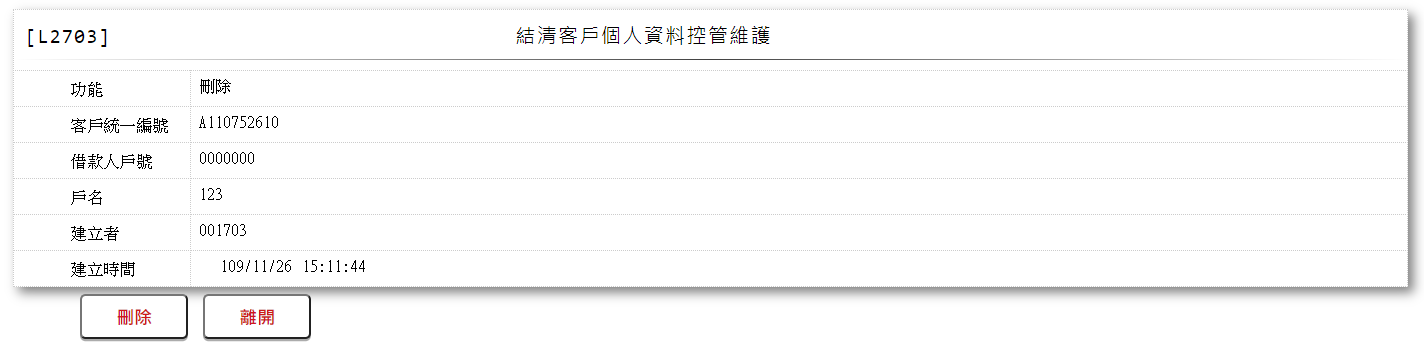 [L2703] 結清客戶個人資料控管維護
功能 刪除
客戶統一編號 A110752610
借款人戶號 0000000
戶名 123
建立者 001703
建立時間 109/11/26 15:11:44
刪除 離開